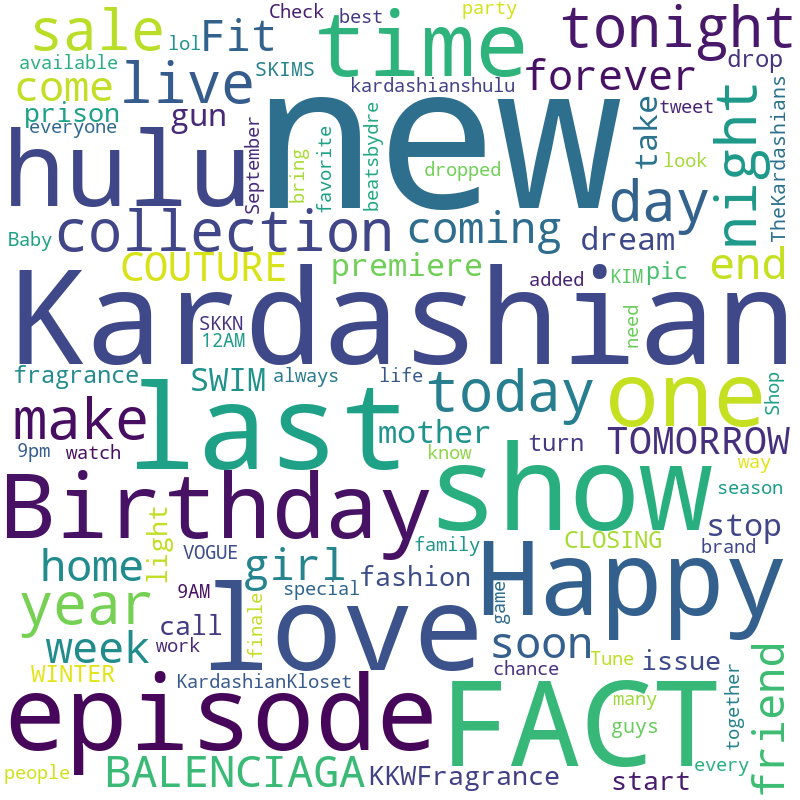 sale
lol
Fit
Check
best
party
time
tonight
available
come
live
SKIMS
kardashianshulu
forever
drop
prison
gun
new
take
tweet
night
TheKardashians
everyone
hulu
September
bring
favorite
beatsbydre
dropped
look
day
Baby
collection
coming
dream
COUTURE
premiere
added
KIM
pic
end
Kardashian
SKKN
12AM
need
fragrance
SWIM
always
life
today
one
Shop
make
last
mother
turn
TOMORROW
9pm
watch
know
way
Birthday
show
season
light
VOGUE
family
CLOSING
stop
brand
home
girl
special
fashion
game
Happy
year
9AM
call
finale
love
week
work
soon
chance
Tune
issue
together
friend
WINTER
KardashianKloset
episode
FACT
many
guys
every
people
BALENCIAGA
KKWFragrance
start